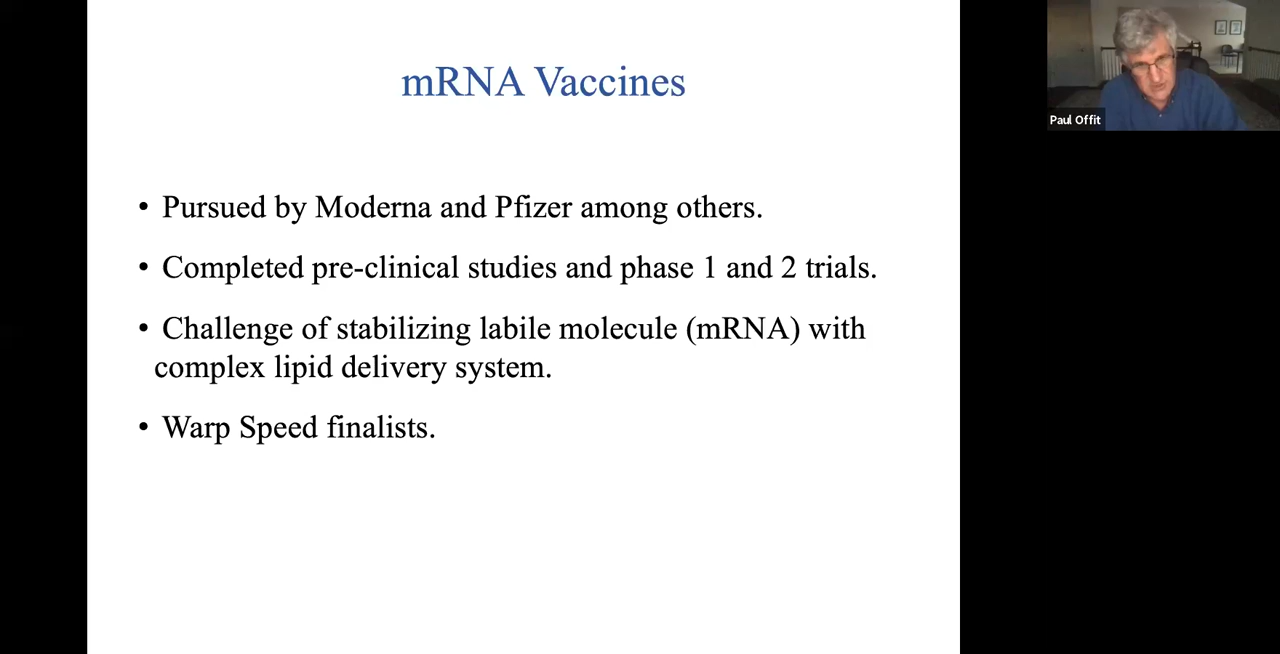 mRNA Vaccines
Paul Offit
• Pursued by Moderna and Pfizer among others.
• Completed pre-clinical studies and phase 1 and 2 trials.
• Challenge of stabilizing labile molecule (mRNA) with
complex lipid delivery system.
• Warp Speed finalists.